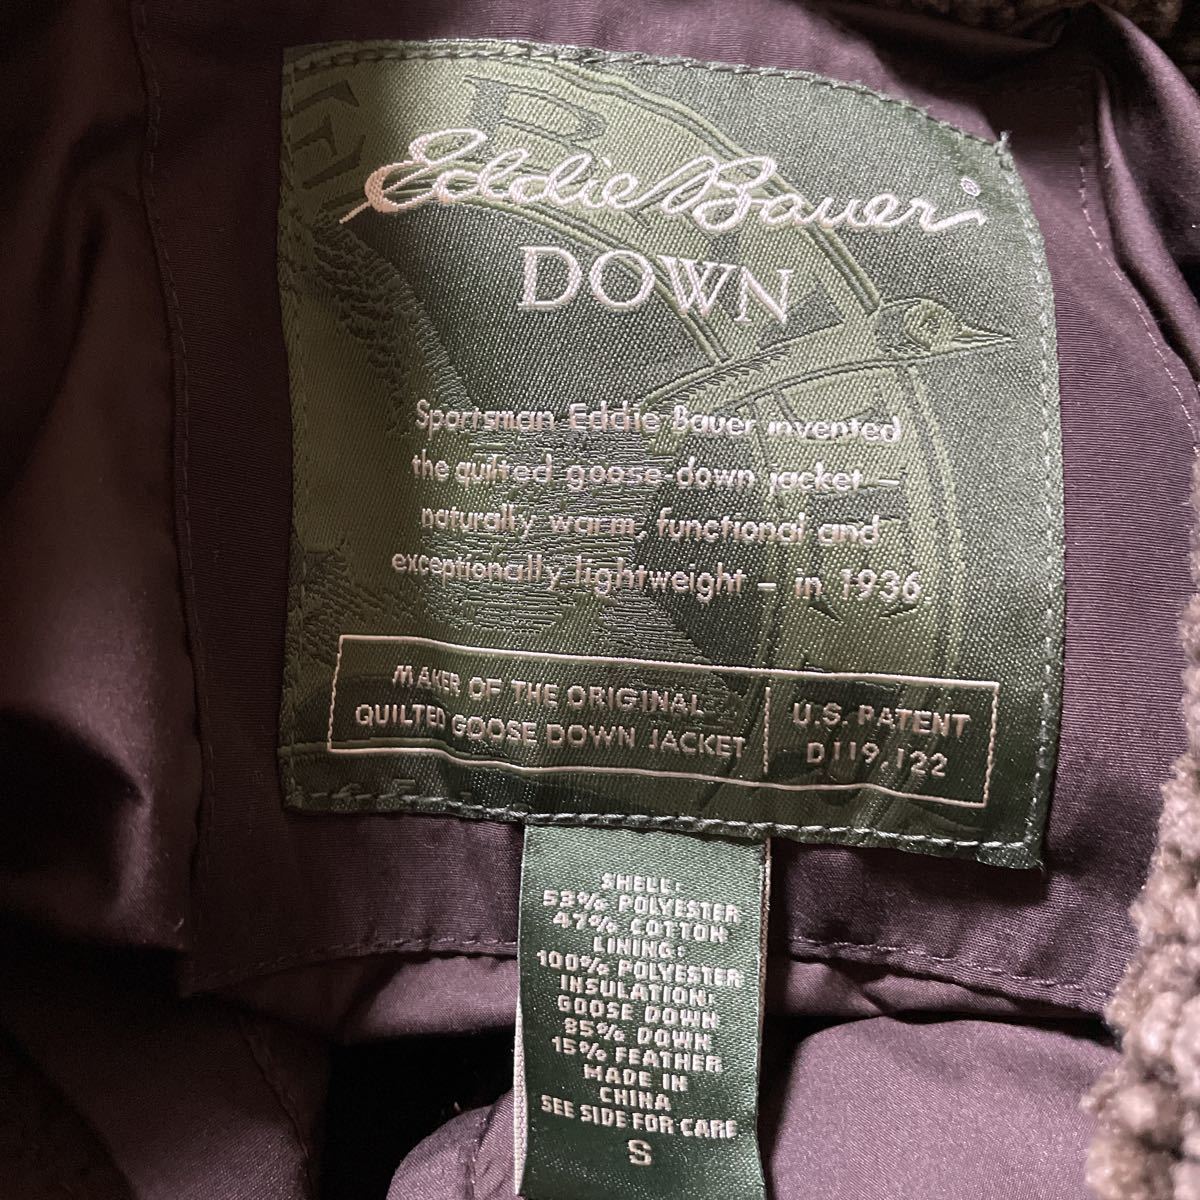 Eddie Bauer®
DOWN
Sportsman Eddie Bauer invented
the quilted goose down jacket –
naturally warm, functional and
exceptionally lightweight – in 1936
MAKER OF THE ORIGINAL
QUILTED GOOSE DOWN JACKET
U.S. PATENT
D119,122
SHELL:
53% POLYESTER
47% COTTON
LINING:
100% POLYESTER
INSULATION:
GOOSE DOWN
85% DOWN
15% FEATHER
MADE IN
CHINA
SEE SIDE FOR CARE
S